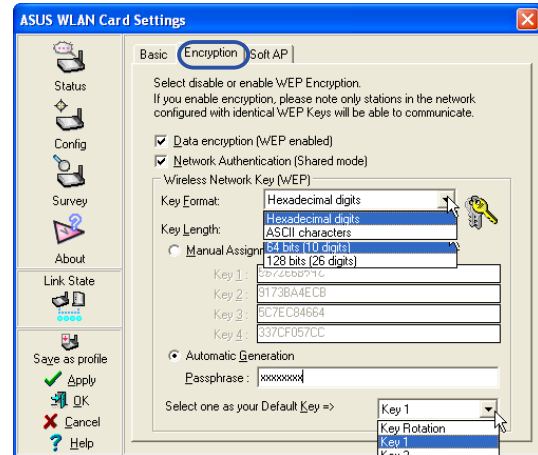 ASUS WLAN Card Settings
Status
Config
Survey
About
Link State
Save as profile
Apply
OK
Cancel
Help
Basic Encryption Soft AP
Select disable or enable WEP Encryption.
If you enable encryption, please note only stations in the network
configured with identical WEP Keys will be able to communicate.
Data encryption (WEP enabled)
Network Authentication (Shared mode)
Wireless Network Key (WEP)
Key Format: Hexadecimal digits
Hexadecimal digits
ASCII characters
Key Length:
64 bits (10 digits)
128 bits (26 digits)
Manual
Key 1 :
Key 2 : 9173BA4ECB
Key 3 : 5C7EC84664
Key 4 : 337CF057CC
Automatic Generation
Passphrase : xxxxxxxx
Select one as your Default Key => Key 1
Key Rotation
Key 1